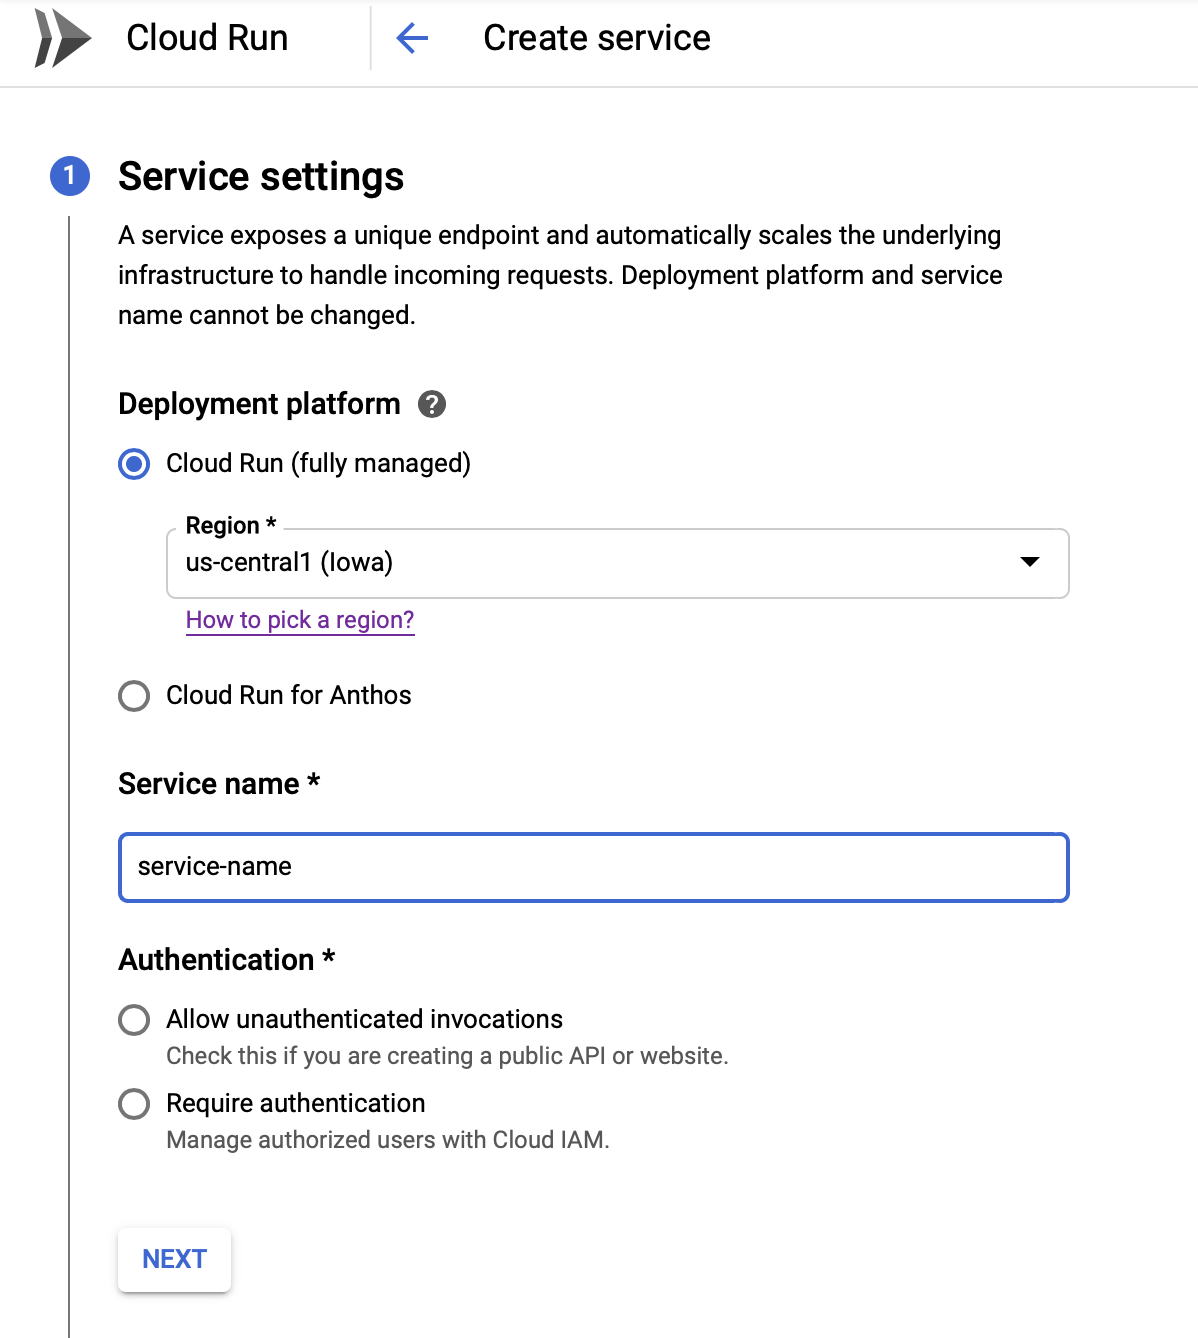 Cloud Run
Create service
1
Service settings
A service exposes a unique endpoint and automatically scales the underlying
infrastructure to handle incoming requests. Deployment platform and service
name cannot be changed.
Deployment platform ?
Cloud Run (fully managed)
Region *
us-central1 (Iowa)
How to pick a region?
Cloud Run for Anthos
Service name *
service-name
Authentication *
Allow unauthenticated invocations
Check this if you are creating a public API or website.
Require authentication
Manage authorized users with Cloud IAM.
NEXT